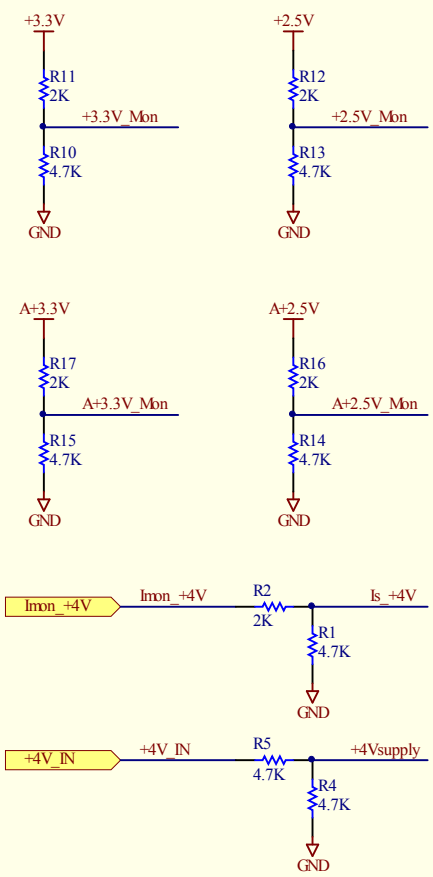 +3.3V
+2.5V
R11
2K
R12
2K
+3.3V_Mon
+2.5V_Mon
R10
4.7K
R13
4.7K
GND
GND
A+3.3V
A+2.5V
R17
2K
R16
2K
A+3.3V_Mon
A+2.5V_Mon
R15
4.7K
R14
4.7K
GND
GND
Imon_+4V
Imon_+4V
R2
2K
Is_+4V
R1
4.7K
GND
+4V_IN
+4V_IN
R5
4.7K
+4Vsupply
R4
4.7K
GND